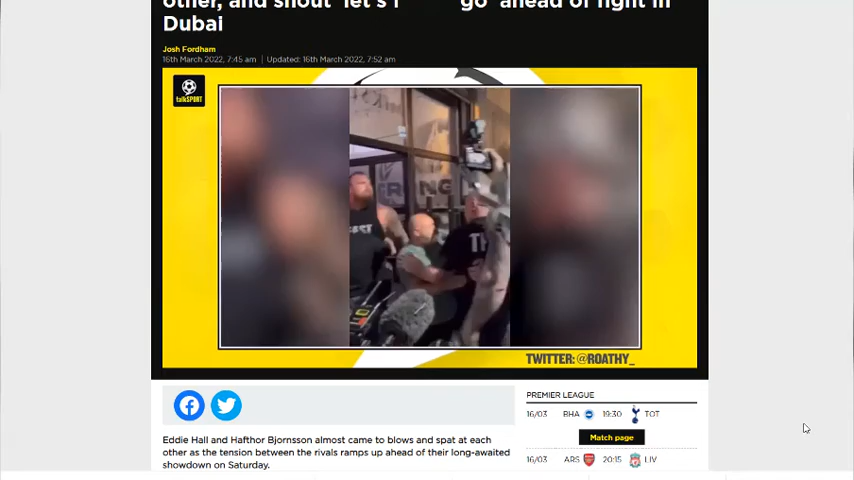 other, and shout 'let's f go' ahead of fight in
Dubai
Josh Fordham
16th March 2022, 7:45 am | Updated: 16th March 2022, 7:52 am
talkSPORT
STRONG
TWITTER: @ROATHY_
PREMIER LEAGUE
16/03 BHA 19:30 TOT
Match page
16/03 ARS 20:15 LIV
Eddie Hall and Hafthor Bjornsson almost came to blows and spat at each
other as the tension between the rivals ramps up ahead of their long-awaited
showdown on Saturday.